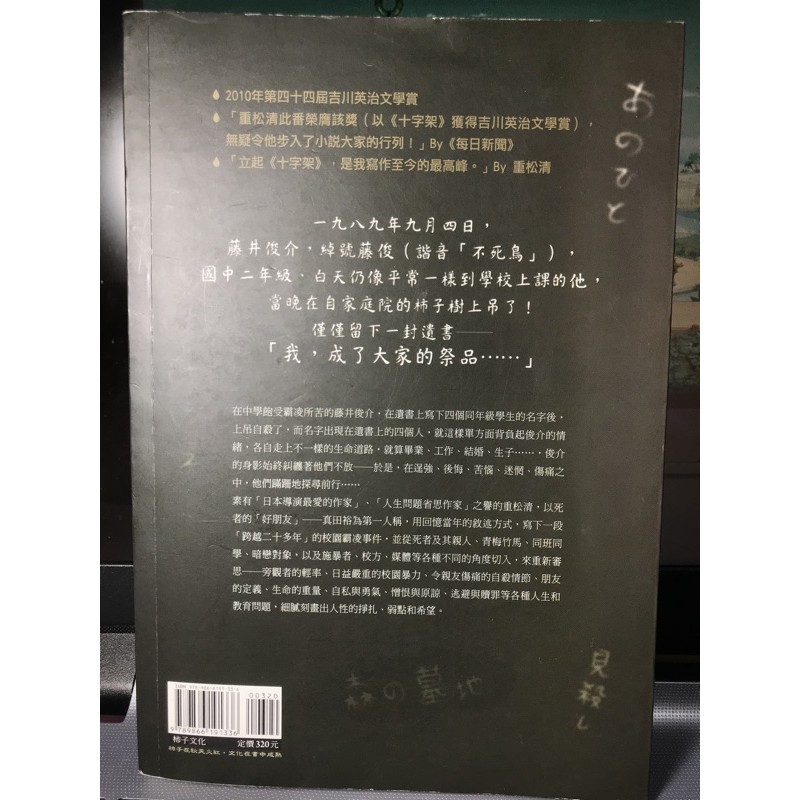 2010年第四十四屆吉川英治文學賞
「重松清此番榮膺該獎（以《十字架》獲得吉川英治文學賞），
無疑令他步入了小說大家的行列！」By《每日新聞》
「立起《十字架》，是我寫作至今的最高峰。」By 重松清
あのひと
一九八九年九月四日，
藤井俊介，綽號藤俊（諧音「不死鳥」），
國中二年級、白天仍像平常一樣到學校上課的他，
當晚在自家庭院的柿子樹上吊了！
僅僅留下一封遺書——
「我，成了大家的祭品……」
在中學飽受霸凌所苦的藤井俊介，在遺書上寫下四個同年級學生的名字後，
上吊自殺了，而名字出現在遺書上的四個人，就這樣單方面背負起俊介的情
緒，各自走上不一樣的生命道路，就算畢業、工作、結婚、生子……，俊介
的身影始終糾纏著他們不放——於是，在逞強、後悔、苦惱、迷惘、傷痛之
中，他們蹣跚地探尋前行……
素有「日本導演最愛的作家」、「人生問題省思作家」之譽的重松清，以死
者的「好朋友」——真田裕為第一人稱，用回憶當年的敘述方式，寫下一段
「跨越二十多年」的校園霸凌事件，並從死者及其親人、青梅竹馬、同班同
學、暗戀對象，以及施暴者、校方、媒體等各種不同的角度切入，來重新審
思——旁觀者的輕率、日益嚴重的校園暴力、令親友傷痛的自殺情節、朋友
的定義、生命的重量、自私與勇氣、憎恨與原諒、逃避與贖罪等各種人生和
教育問題，細膩刻畫出人性的掙扎、弱點和希望。
見殺し
森の墓地
00320
9789866191336
柿子文化 定價320元
柿子在秋天火紅，文化在書中成熟